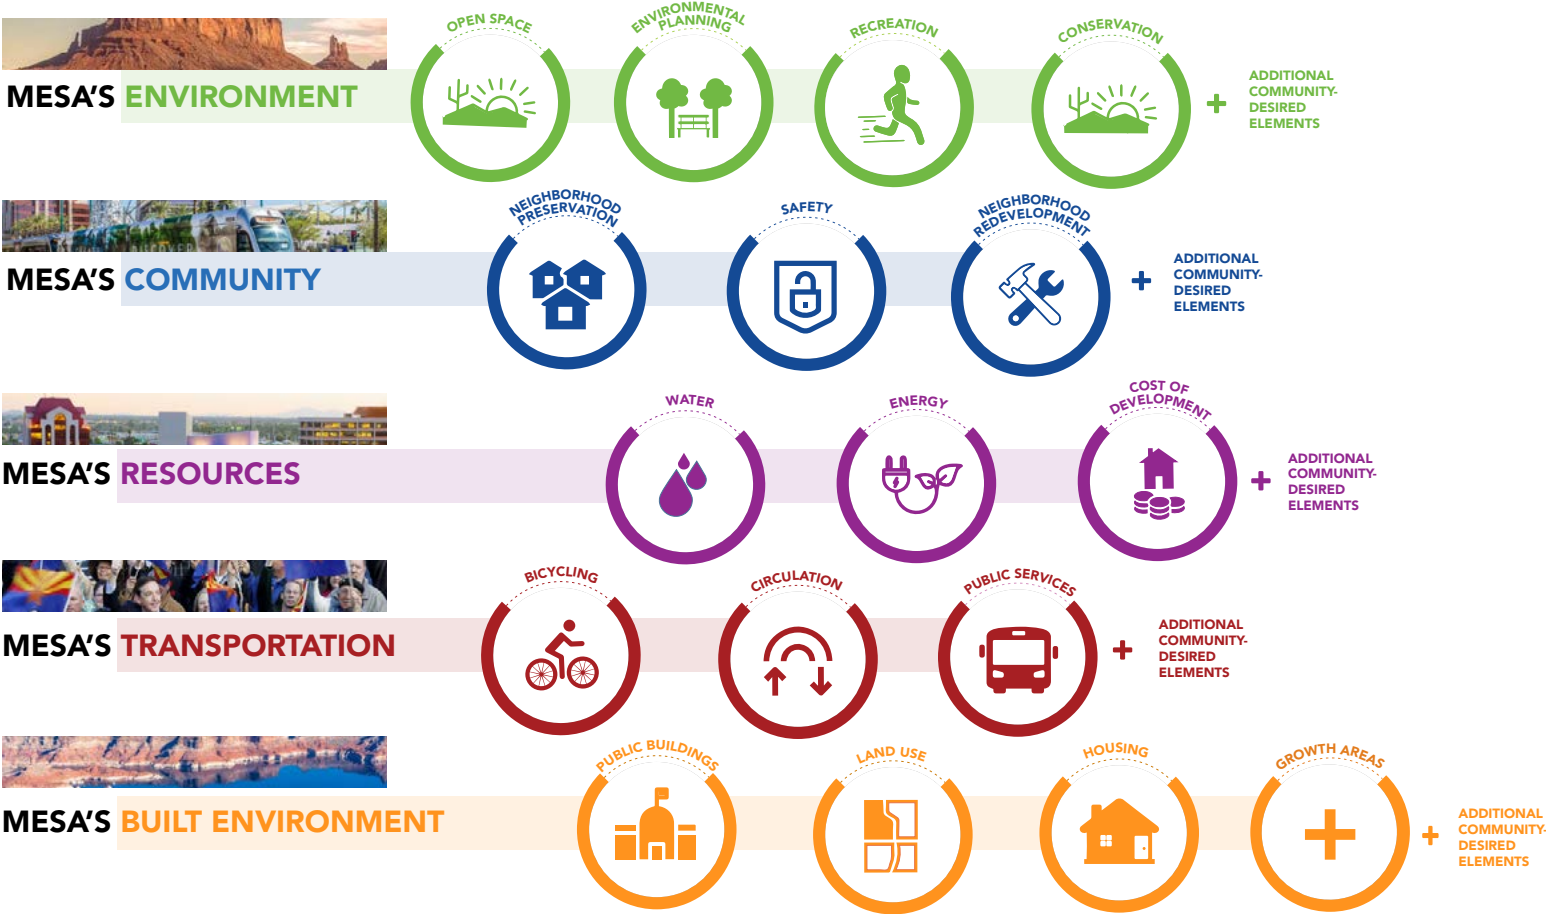 OPEN SPACE
ENVIRONMENTAL
PLANNING
RECREATION
CONSERVATION
MESA'S ENVIRONMENT
ADDITIONAL
COMMUNITY-
DESIRED
ELEMENTS
NEIGHBORHOOD
PRESERVATION
SAFETY
NEIGHBORHOOD
REDEVELOPMENT
MESA'S COMMUNITY
ADDITIONAL
COMMUNITY-
DESIRED
ELEMENTS
WATER
ENERGY
COST OF
DEVELOPMENT
MESA'S RESOURCES
ADDITIONAL
COMMUNITY-
DESIRED
ELEMENTS
BICYCLING
CIRCULATION
PUBLIC SERVICES
MESA'S TRANSPORTATION
ADDITIONAL
COMMUNITY-
DESIRED
ELEMENTS
PUBLIC BUILDINGS
LAND USE
HOUSING
GROWTH AREAS
MESA'S BUILT ENVIRONMENT
ADDITIONAL
COMMUNITY-
DESIRED
ELEMENTS